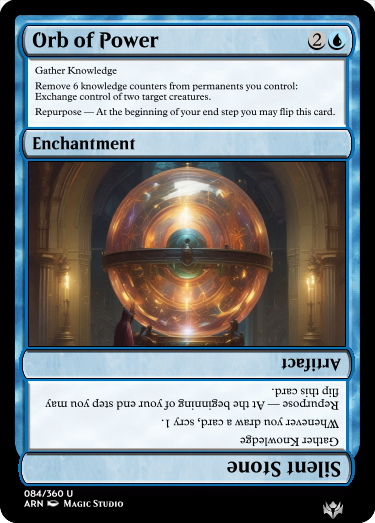 Orb of Power 2
Gather Knowledge
Remove 6 knowledge counters from permanents you control:
Exchange control of two target creatures.
Repurpose — At the beginning of your end step you may flip this card.
Enchantment
Silent Stone
Gather Knowledge
Whenever you draw a card, scry 1.
Repurpose — At the beginning of your end step you may
flip this card.
Artifact
084/360 U
ARN Magic Studio